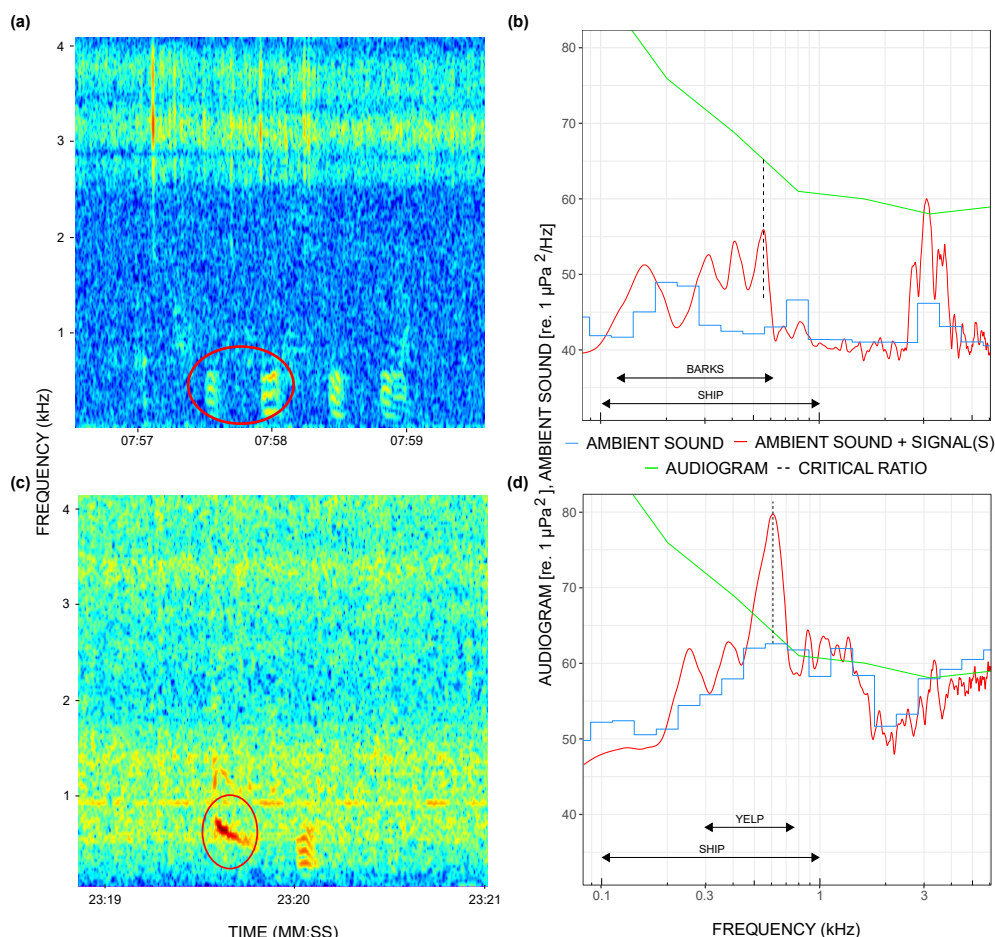 (a)
(b)
FREQUENCY (kHz)
4
3
2
1
07:57
07:58
07:59
80
70
60
50
40
BARKS
SHIP
AMBIENT SOUND
AMBIENT SOUND + SIGNAL(S)
AUDIOGRAM
CRITICAL RATIO
AUDIOGRAM [re. 1 µPa ²], AMBIENT SOUND [re. 1 µPa ²/Hz]
(c)
(d)
4
3
2
1
23:19
23:20
23:21
TIME (MM:SS)
80
70
60
50
40
YELP
SHIP
0.1
0.3
1
3
FREQUENCY (kHz)